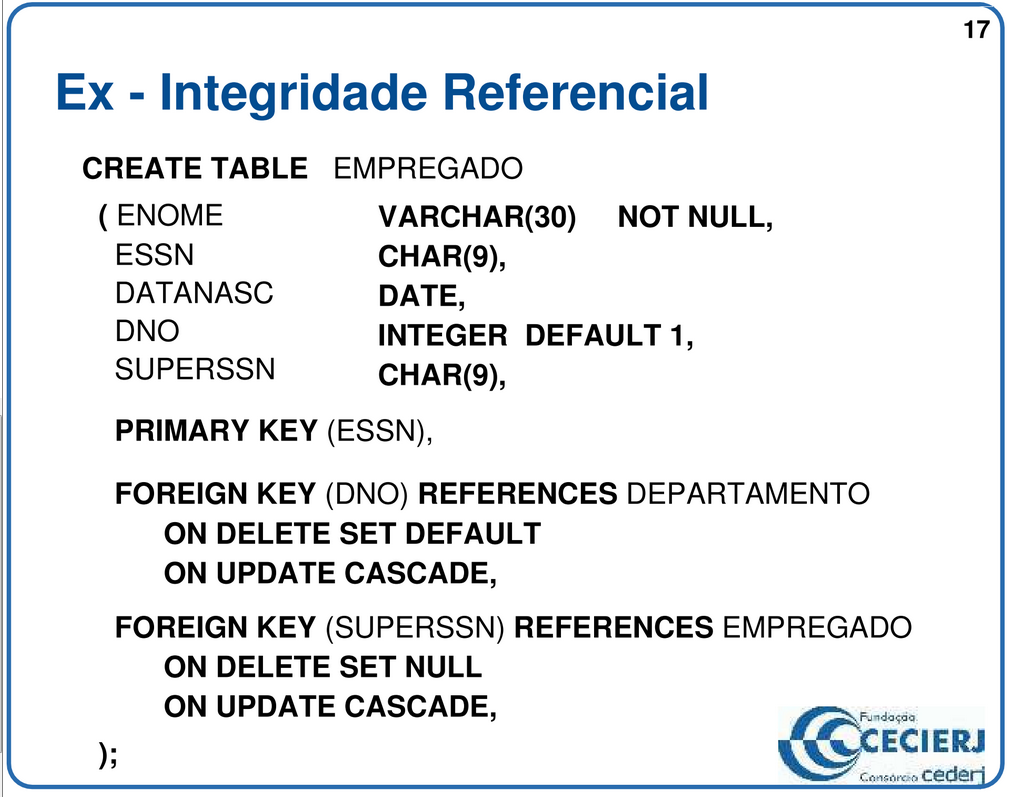 17
Ex - Integridade Referencial
CREATE TABLE EMPREGADO
( ENOME VARCHAR(30) NOT NULL,
ESSN CHAR(9),
DATANASC DATE,
DNO INTEGER DEFAULT 1,
SUPERSSN CHAR(9),
PRIMARY KEY (ESSN),
FOREIGN KEY (DNO) REFERENCES DEPARTAMENTO
ON DELETE SET DEFAULT
ON UPDATE CASCADE,
FOREIGN KEY (SUPERSSN) REFERENCES EMPREGADO
ON DELETE SET NULL
ON UPDATE CASCADE,
);
Fundação
CECIERJ
Consórcio cederj